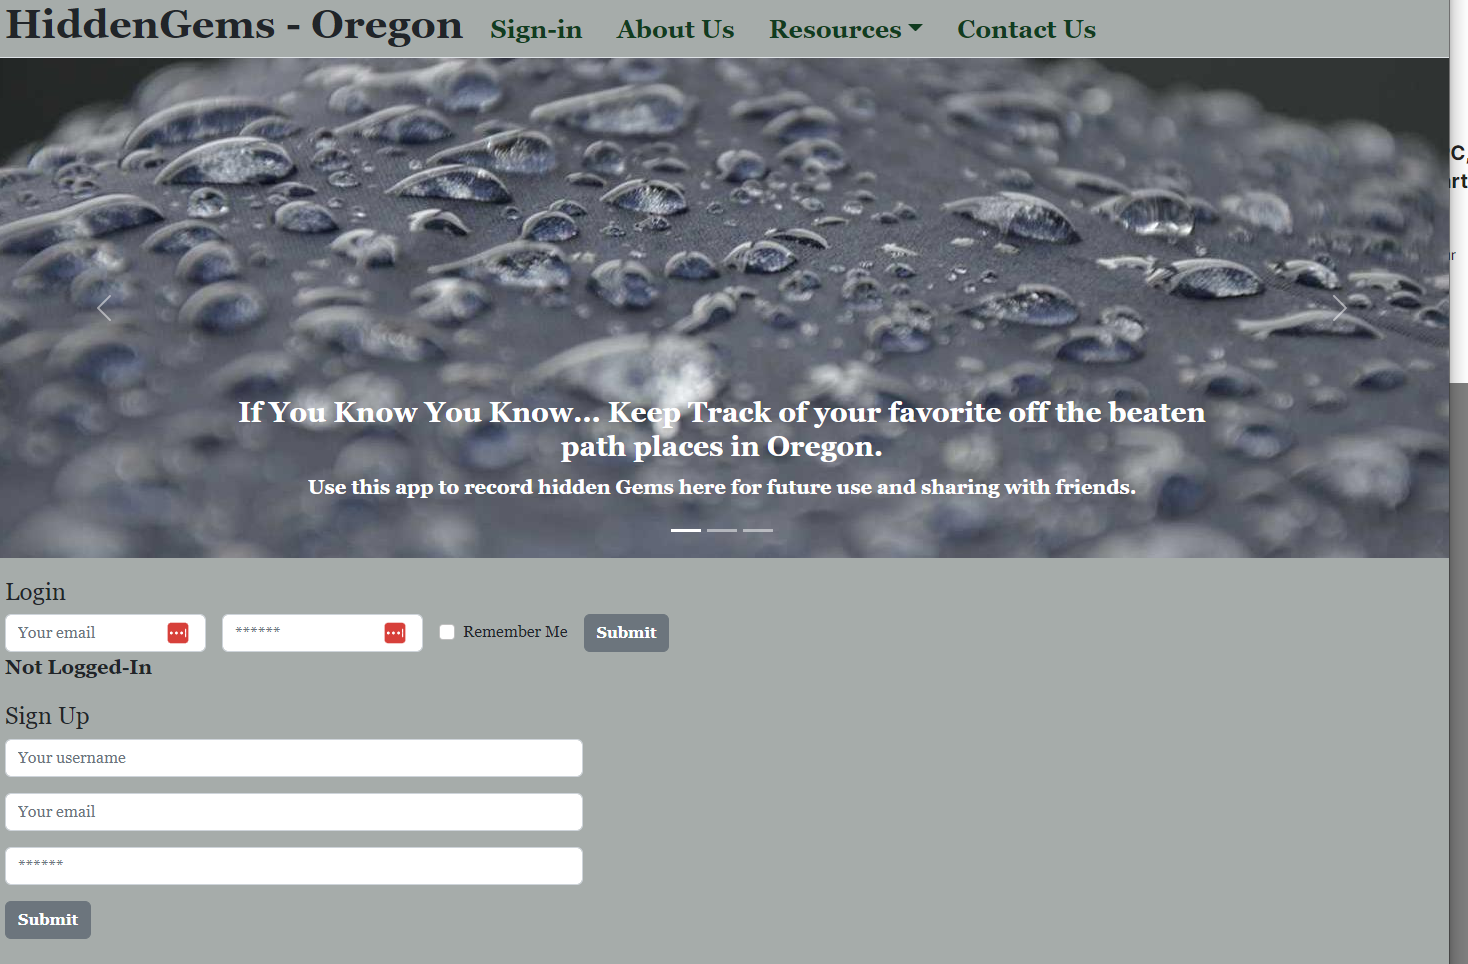 HiddenGems - Oregon Sign-in About Us Resources Contact Us
If You Know You Know... Keep Track of your favorite off the beaten
path places in Oregon.
Use this app to record hidden Gems here for future use and sharing with friends.
Login
Your email ****** Remember Me Submit
Not Logged-In
Sign Up
Your username
Your email
******
Submit